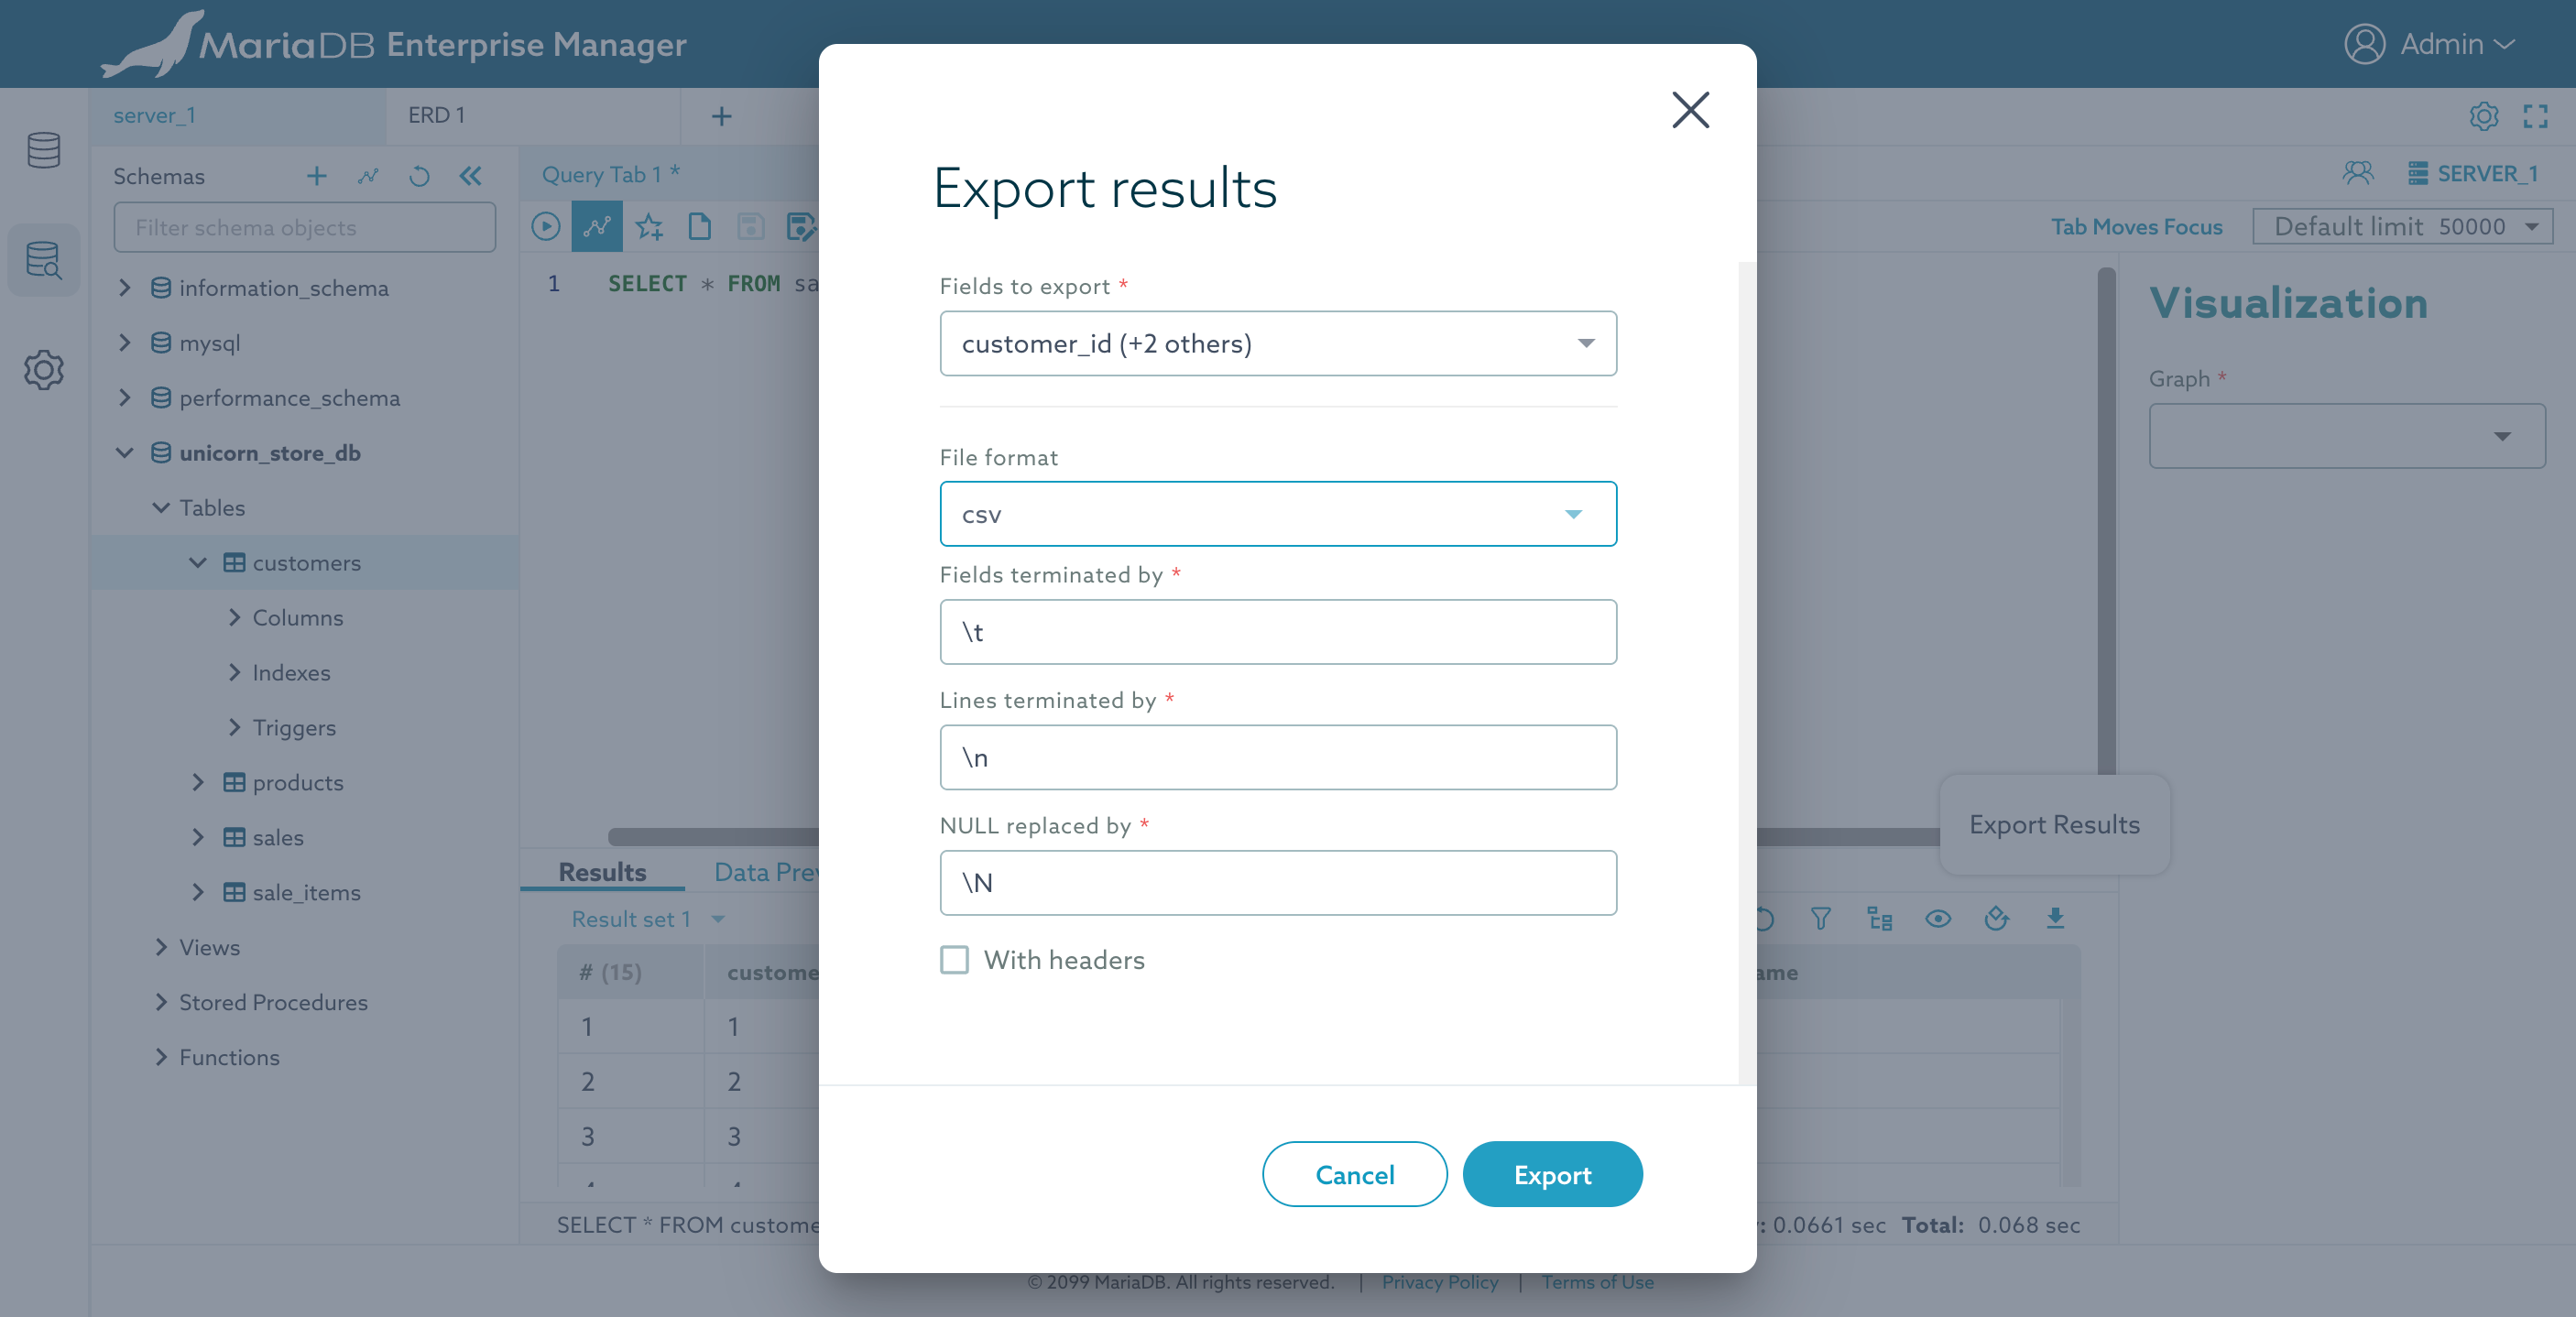 MariaDB Enterprise Manager
Admin
server_1
ERD 1
Schemas
Filter schema objects
information_schema
mysql
performance_schema
unicorn_store_db
Tables
customers
Columns
Indexes
Triggers
products
sales
sale_items
Views
Stored Procedures
Functions
Query Tab 1 *
SERVER_1
Tab Moves Focus
Default limit 50000
1 SELECT * FROM
Visualization
Graph *
Export results
Fields to export *
customer_id (+2 others)
File format
csv
Fields terminated by *
\t
Lines terminated by *
\n
NULL replaced by *
\N
With headers
Cancel
Export
Export Results
Results
Data
Result set 1
# (15)
1 1
2 2
3 3
SELECT * FROM
0.0661 sec Total: 0.068 sec
© 2099 MariaDB. All rights reserved. | Privacy Policy | Terms of Use